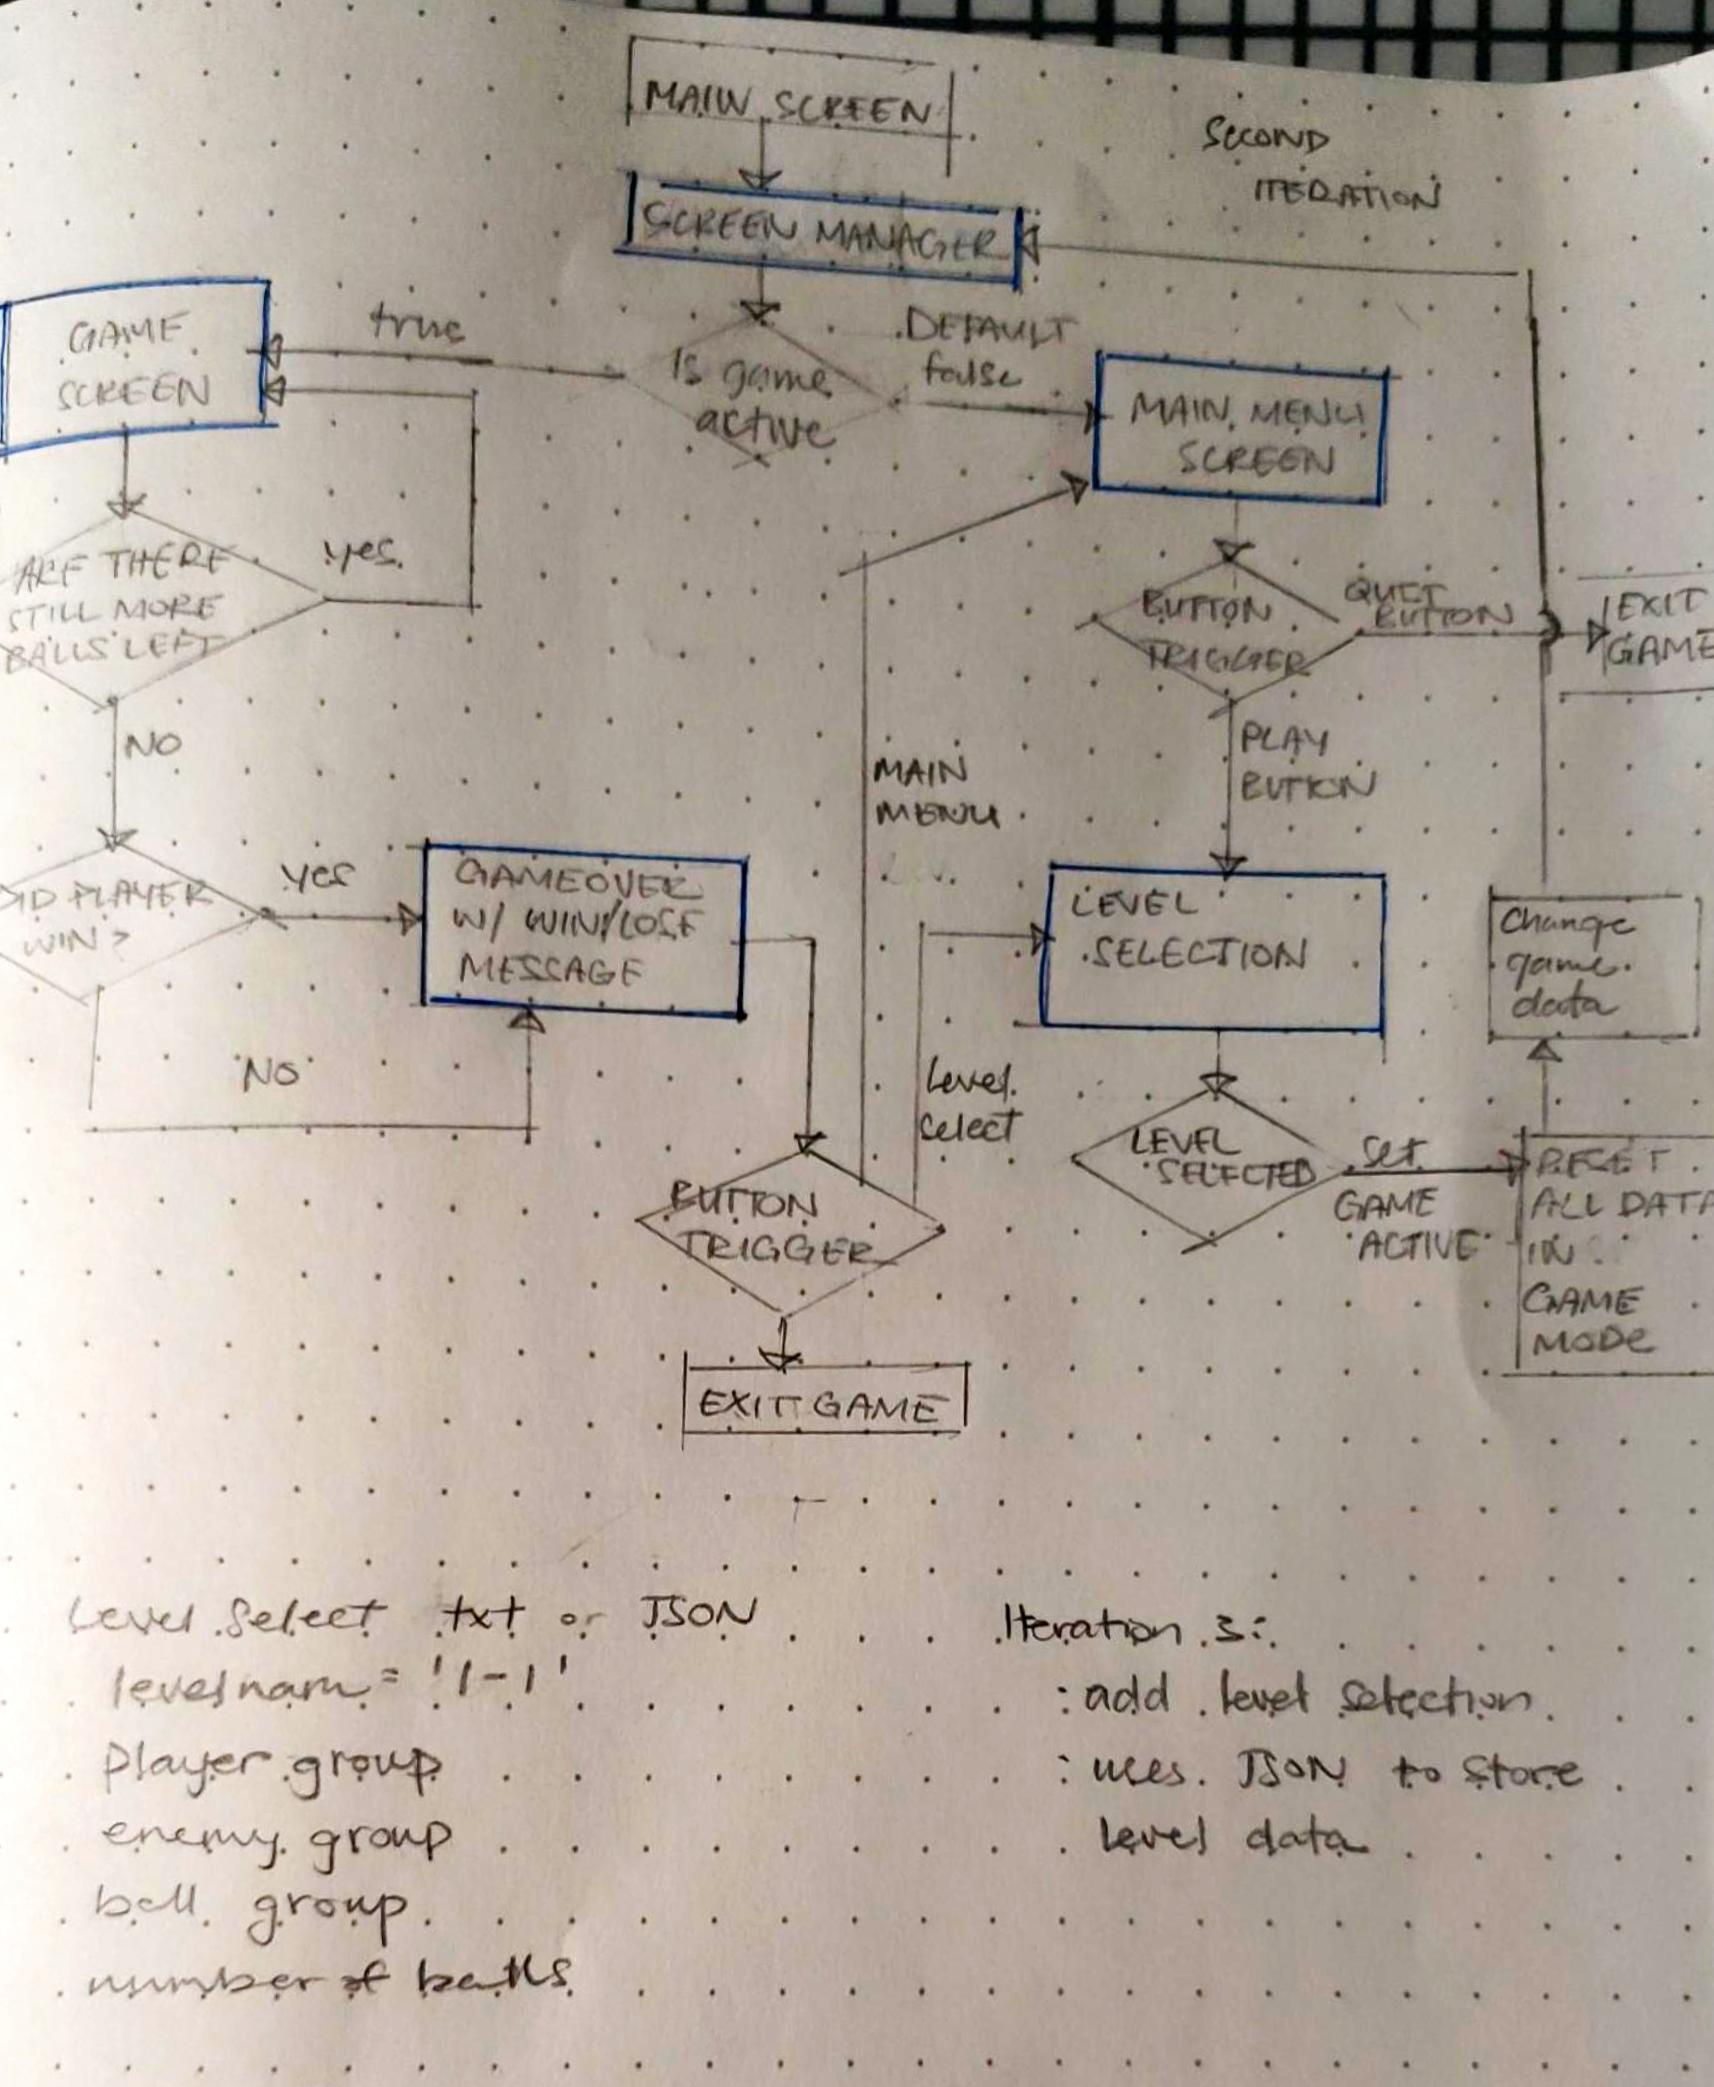 MAIN SCREEN
SECOND
ITERATION
SCREEN MANAGER
GAME
SCREEN
true
Is game
active
DEFAULT
false
MAIN MENU
SCREEN
ARE THERE
STILL MORE
BALLS LEFT
yes
BUTTON
TRIGGER
QUIT
BUTTON
EXIT
GAME
NO
MAIN
MENU
PLAY
BUTTON
DID PLAYER
WIN?
yes
GAMEOVER
W/ WIN/LOSE
MESSAGE
LEVEL
SELECTION
Change
game
data
NO
Level
Select
LEVEL
SELECTED
Set
GAME
ACTIVE
RESET
ALL DATA
IN
GAME
MODE
BUTTON
TRIGGER
EXIT GAME
Level Select txt or JSON
levelnam = '1-1'
Player group
enemy group
ball group
number of balls
Iteration 3:
: add level selection
: uses JSON to store
level data